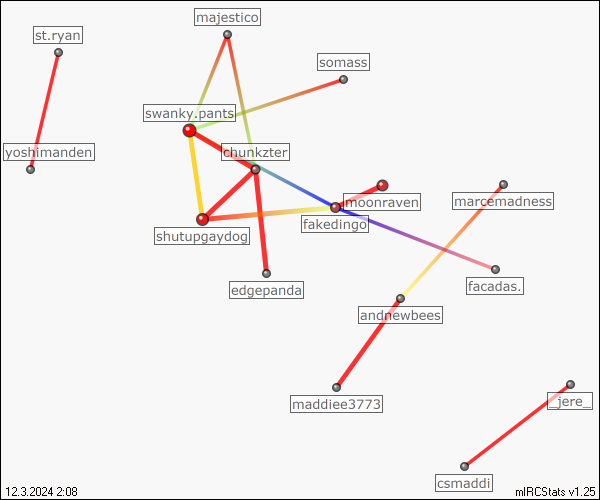 majestico
st.ryan
somass
swanky.pants
yoshimanden
chunkzter
moonraven
marcemadness
fakedingo
shutupgaydog
edgepanda
facadas.
andnewbees
maddiee3773
_jere_
csmaddi
12.3.2024 2:08
mIRCStats v1.25